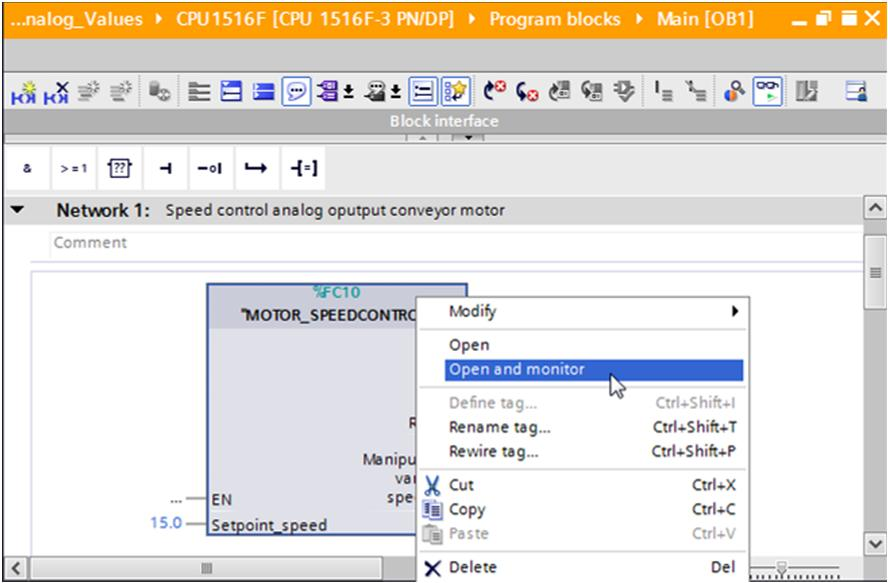 ...nalog_Values ▸ CPU1516F [CPU 1516F-3 PN/DP] ▸ Program blocks ▸ Main [OB1]
Block interface
& >=1 ?? -o| -[=]
Network 1: Speed control analog oputput conveyor motor
Comment
%FC10
"MOTOR_SPEEDCONTRO
Modify
Open
Open and monitor
Define tag... Ctrl+Shift+I
R
Rename tag... Ctrl+Shift+T
Rewire tag... Ctrl+Shift+P
Manipu
va
Cut Ctrl+X
... EN spe
Copy Ctrl+C
15.0 Setpoint_speed
Paste Ctrl+V
Delete Del